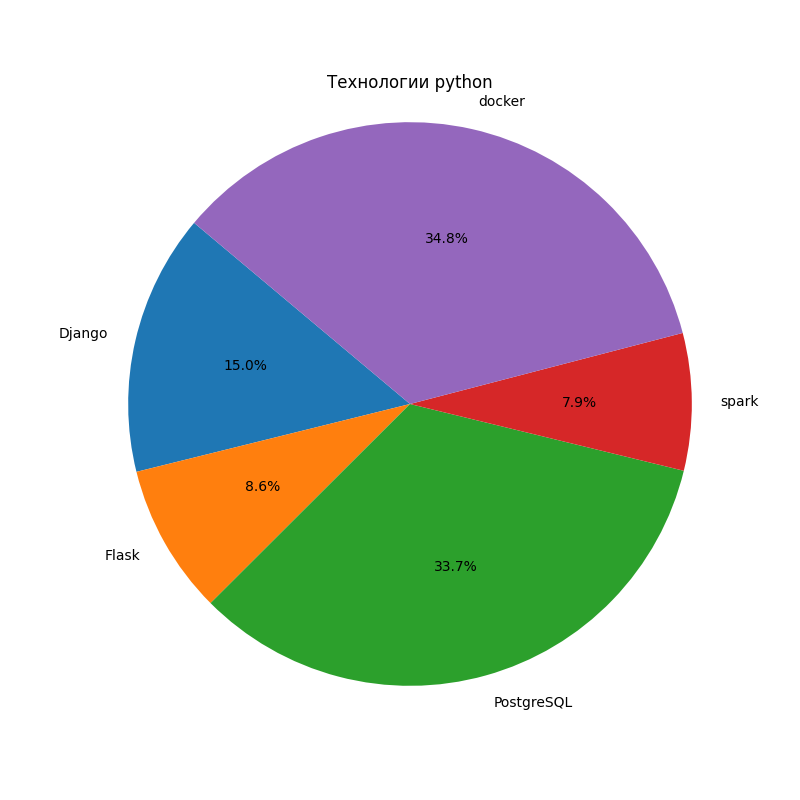 Технологии python
docker
34.8%
Django
15.0%
7.9%
spark
8.6%
Flask
33.7%
PostgreSQL